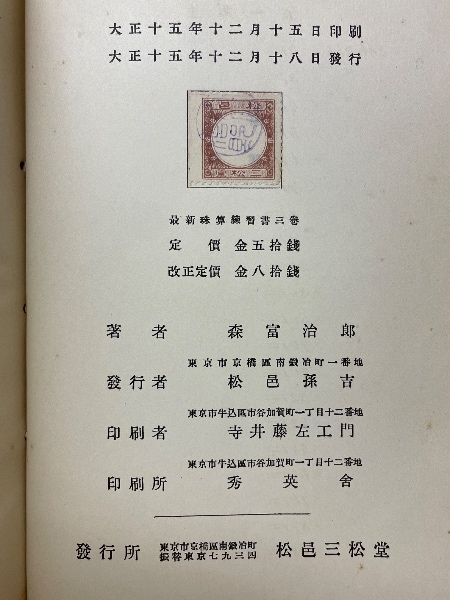 大正十五年十二月十五日印刷
大正十五年十二月十八日發行
最新珠算練習書三卷
定價 金五拾錢
改正定價 金八拾錢
著者 森富治郎
東京市京橋區南鍛冶町一番地
發行者 松邑孫吉
東京市牛込區市谷加賀町一丁目十二番地
印刷者 寺井藤左工門
東京市牛込區市谷加賀町一丁目十二番地
印刷所 秀英舍
發行所 東京市京橋區南鍛冶町 振替東京七九三四 松邑三松堂